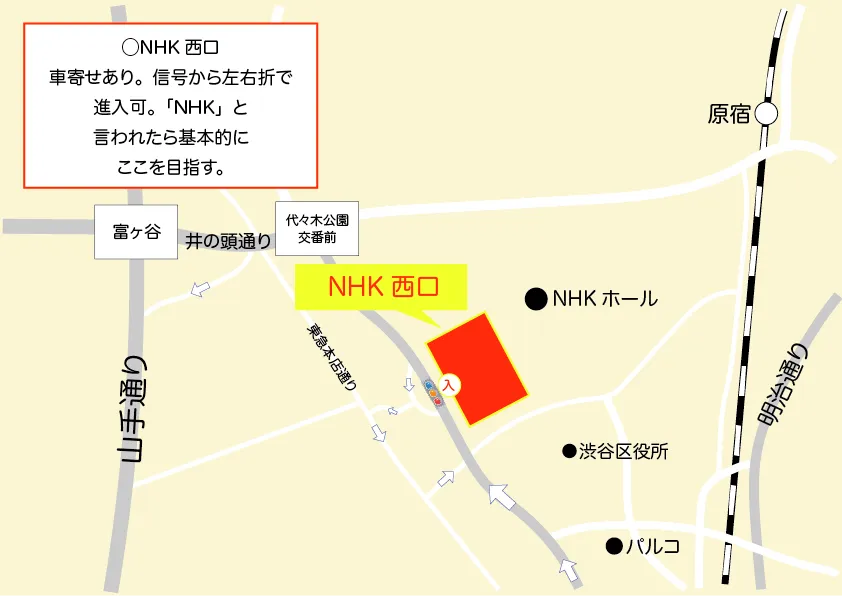 ○NHK 西口
車寄せあり。信号から左右折で
進入可。「NHK」と
言われたら基本的に
ここを目指す。
原宿
富ヶ谷
井の頭通り
代々木公園
交番前
NHK 西口
NHK ホール
東急本店通り
入
山手通り
明治通り
渋谷区役所
パルコ